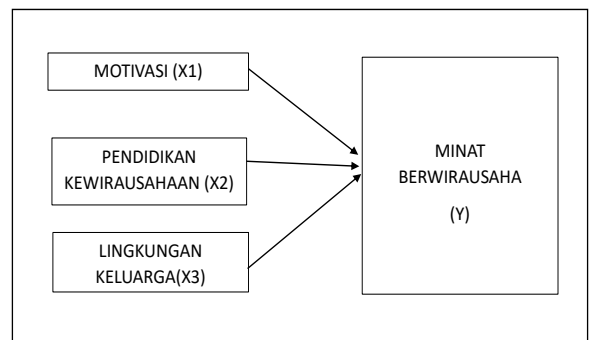 MOTIVASI (X1)
PENDIDIKAN
KEWIRAUSAHAAN (X2)
LINGKUNGAN
KELUARGA(X3)
MINAT
BERWIRAUSAHA
(Y)